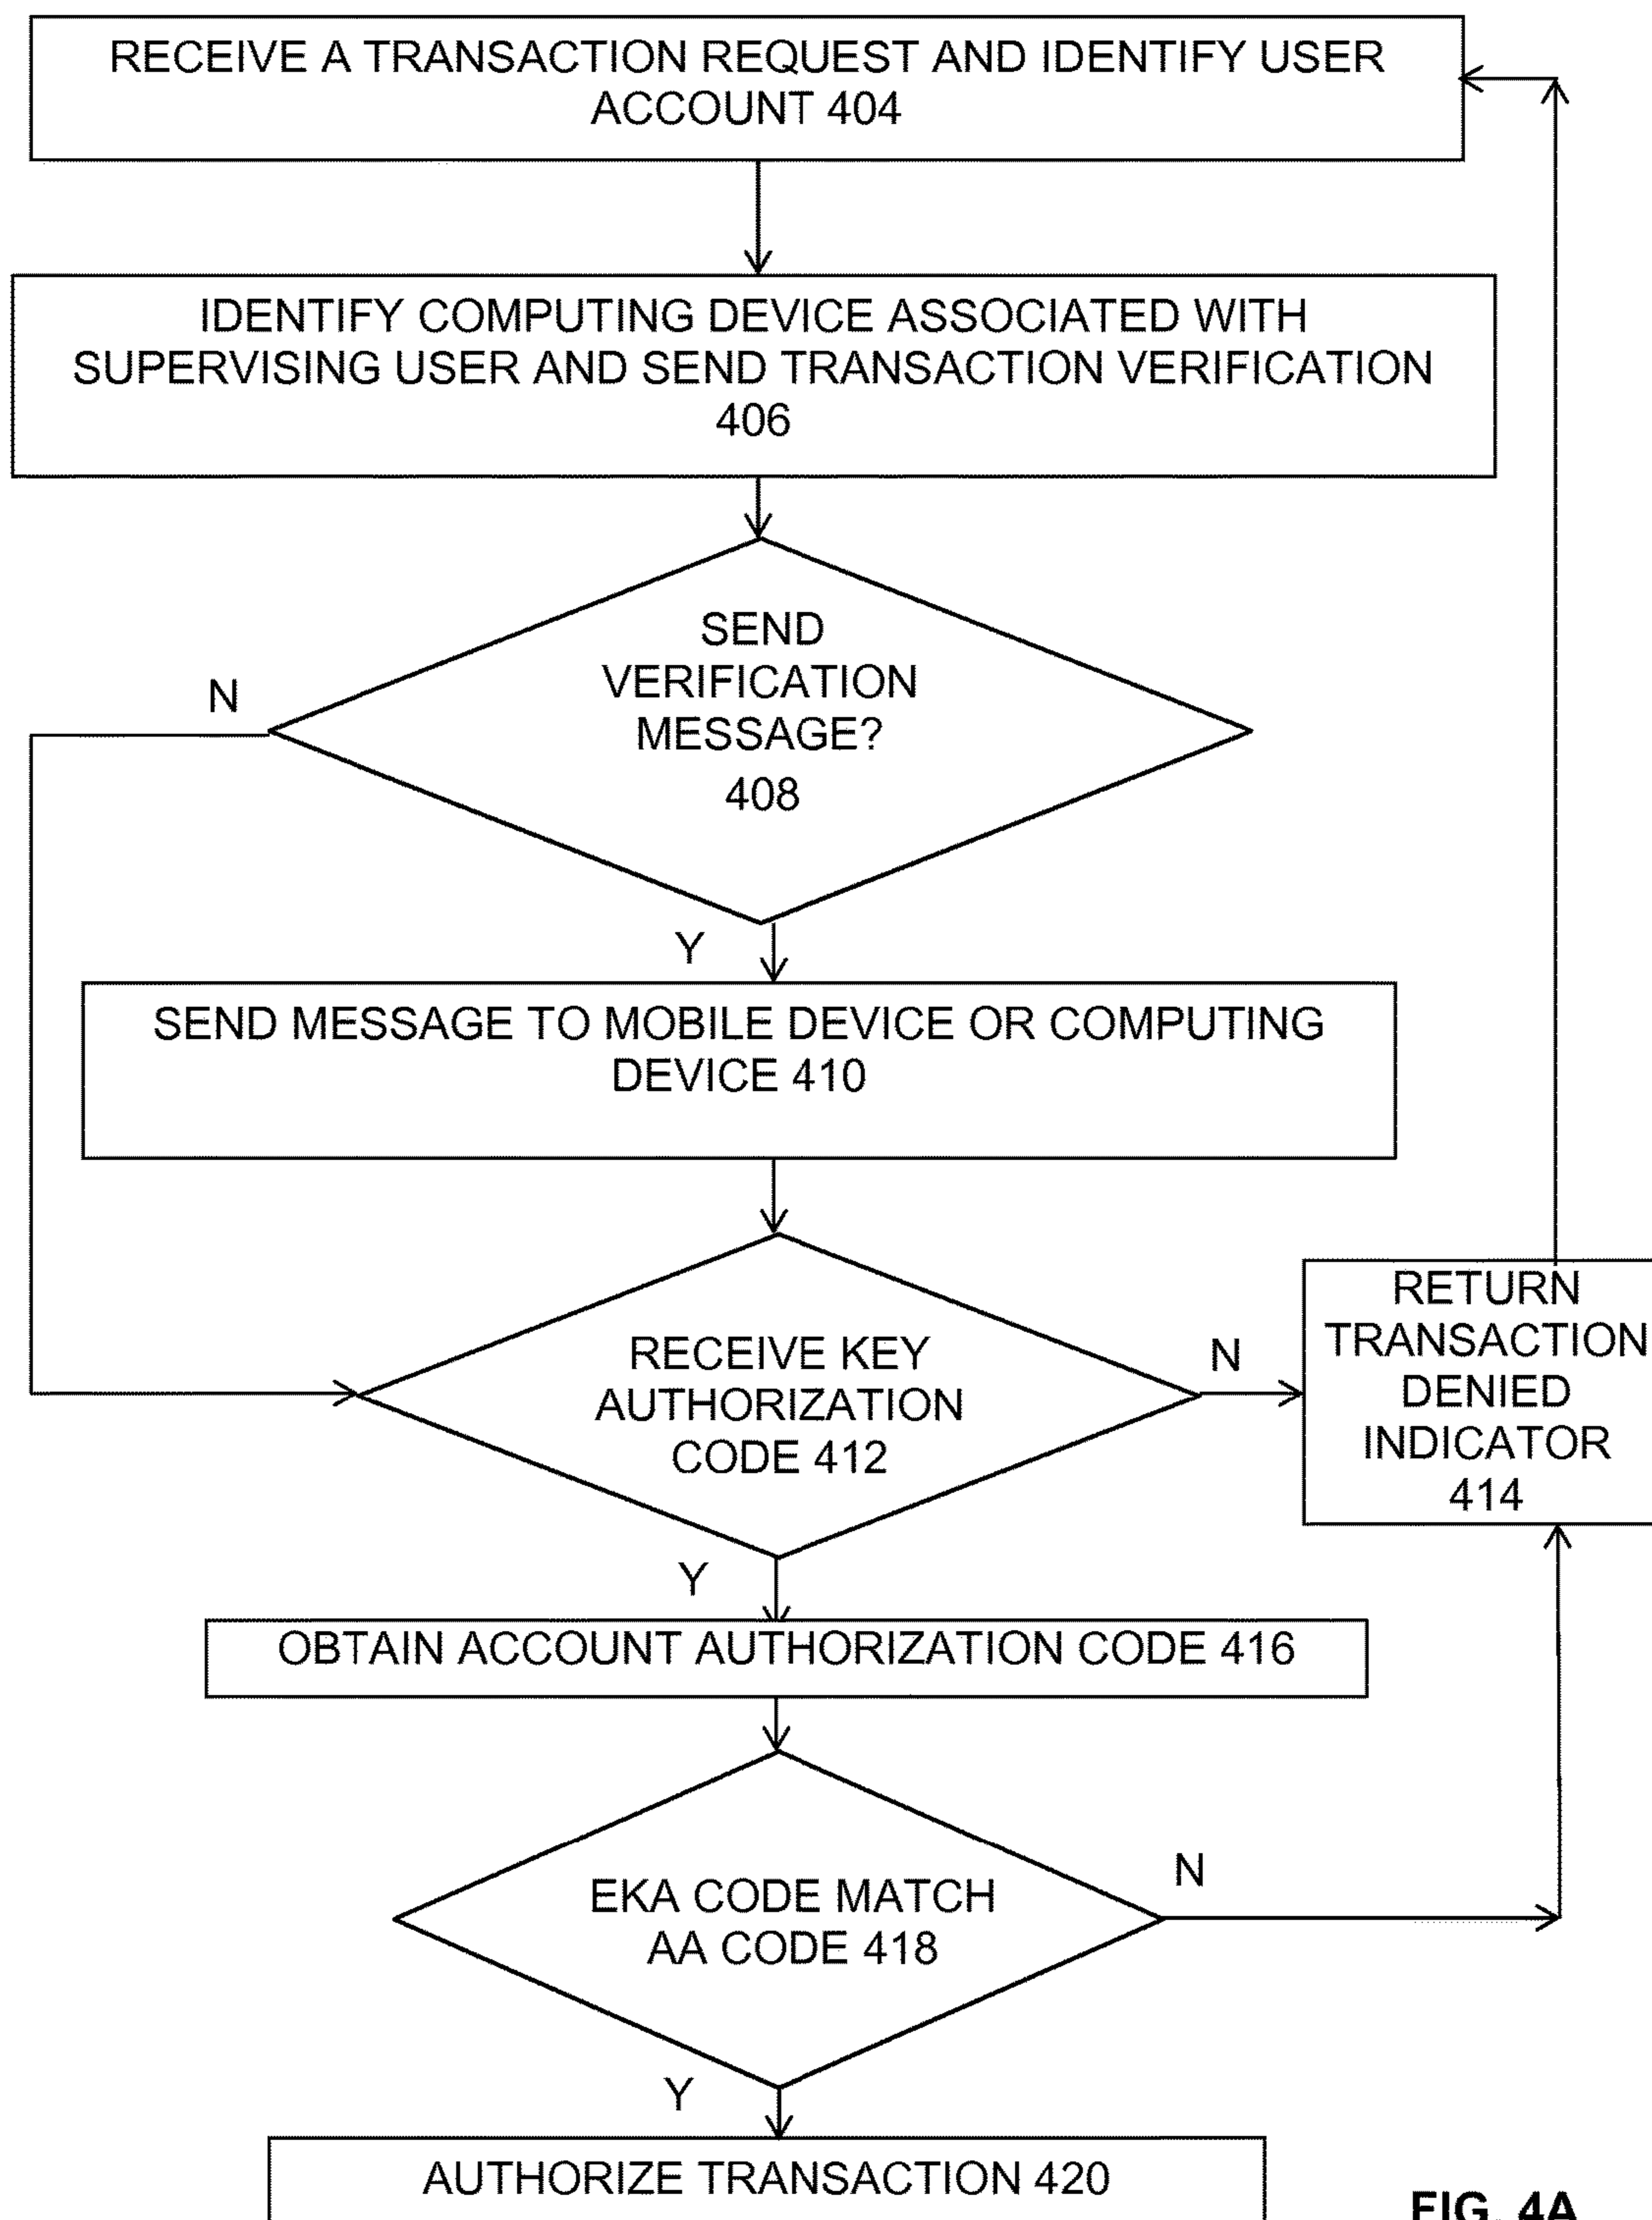 RECEIVE A TRANSACTION REQUEST AND IDENTIFY USER
ACCOUNT 404
IDENTIFY COMPUTING DEVICE ASSOCIATED WITH
SUPERVISING USER AND SEND TRANSACTION VERIFICATION
406
SEND
VERIFICATION
MESSAGE?
408
N
Y
SEND MESSAGE TO MOBILE DEVICE OR COMPUTING
DEVICE 410
RECEIVE KEY
AUTHORIZATION
CODE 412
N
RETURN
TRANSACTION
DENIED
INDICATOR
414
Y
OBTAIN ACCOUNT AUTHORIZATION CODE 416
EKA CODE MATCH
AA CODE 418
N
Y
AUTHORIZE TRANSACTION 420
FIG. 4A